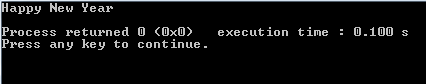 Happy New Year
Process returned 0 (0x0)   execution time : 0.100 s
Press any key to continue.